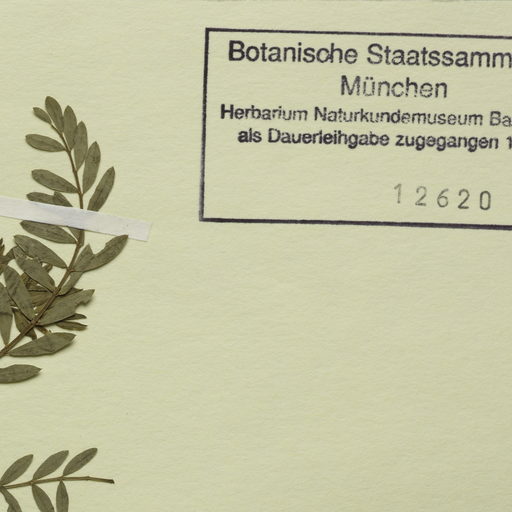 Botanische Staatssamm
München
Herbarium Naturkundemuseum Ba
als Dauerleihgabe zugegangen 1
12620